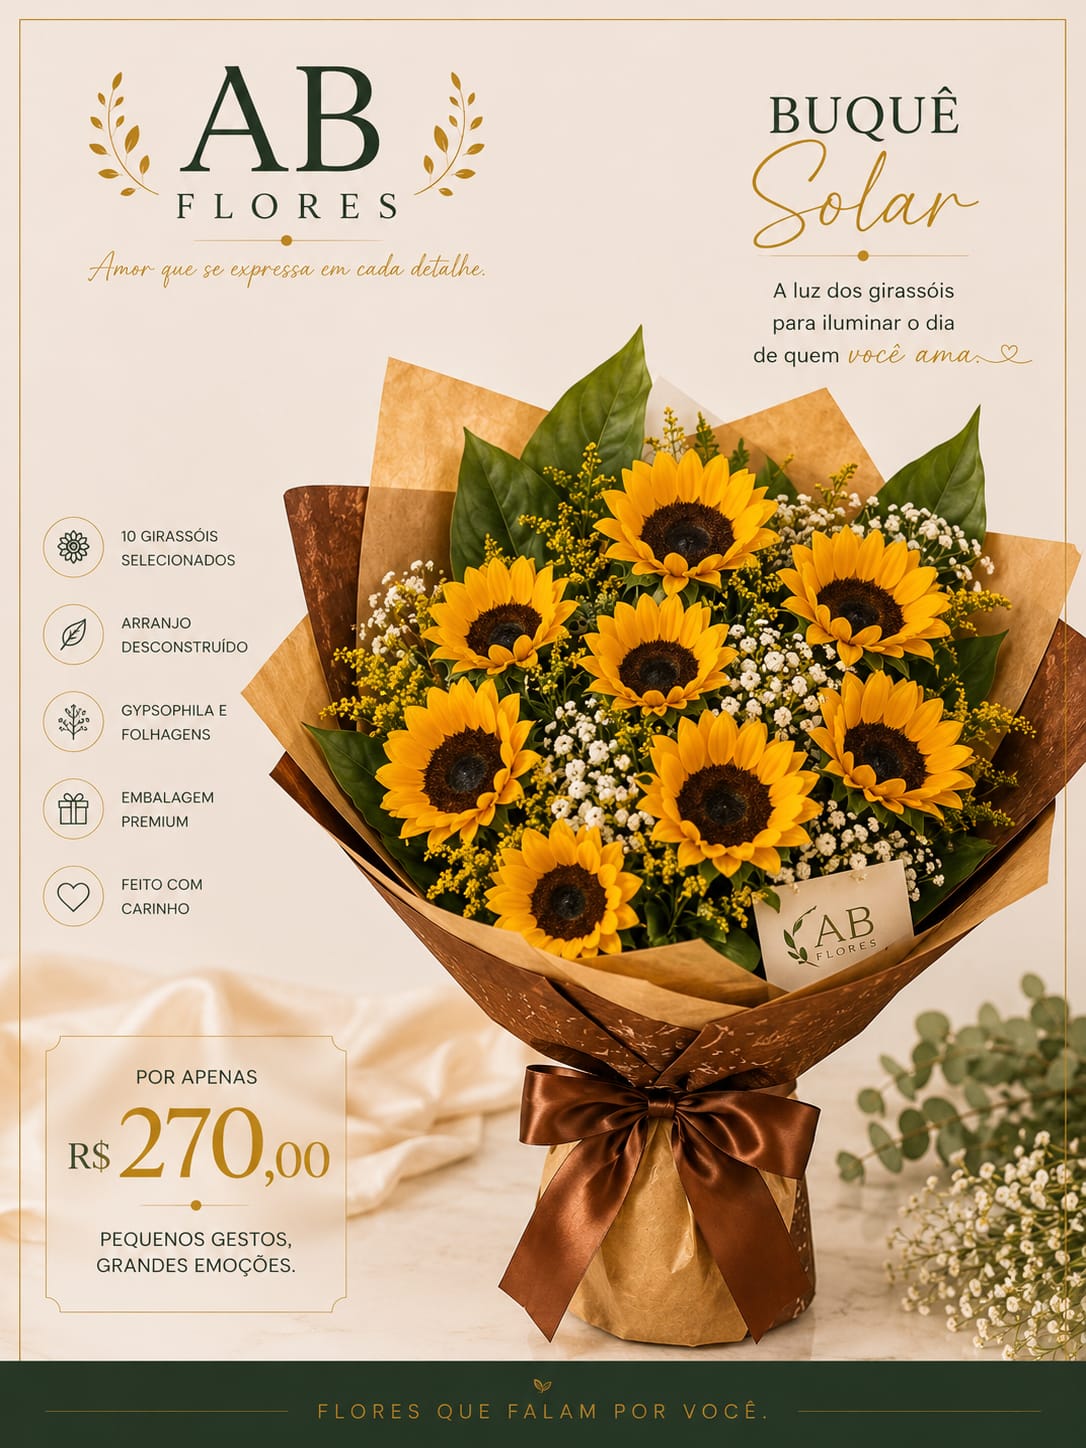 AB
FLORES
Amor que se expressa em cada detalhe.
BUQUÊ
Solar
A luz dos girassóis
para iluminar o dia
de quem você ama.
10 GIRASSÓIS
SELECIONADOS
ARRANJO
DESCONSTRUÍDO
GYPSOPHILA E
FOLHAGENS
EMBALAGEM
PREMIUM
FEITO COM
CARINHO
AB
FLORES
POR APENAS
R$ 270,00
PEQUENOS GESTOS,
GRANDES EMOÇÕES.
FLORES QUE FALAM POR VOCÊ.